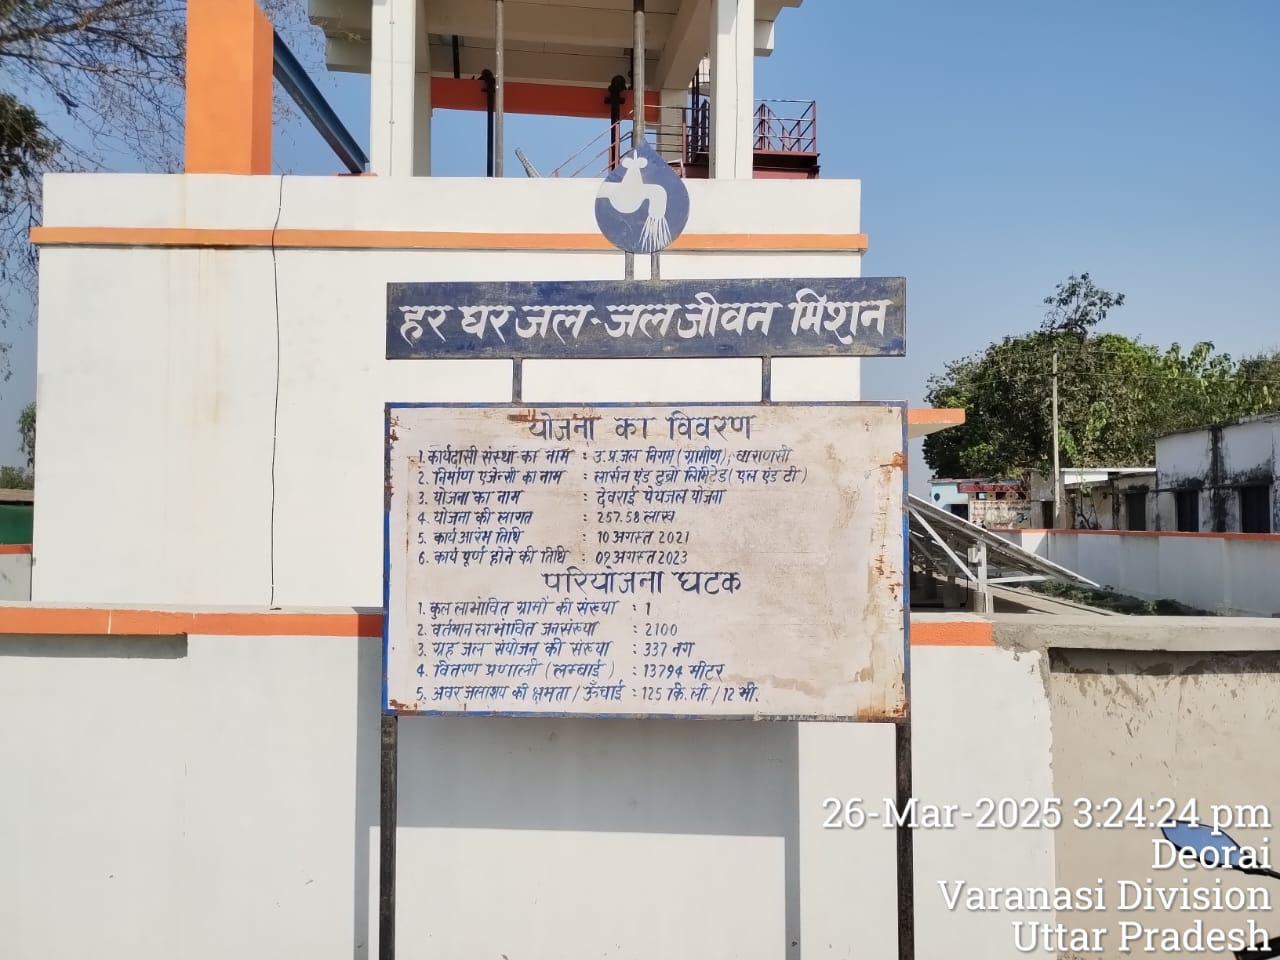 हर घर जल-जल जीवन मिशन
योजना का विवरण
1. कार्यदायी संस्था का नाम : उ.प्र.जल निगम (ग्रामीण), वाराणसी
2. निर्माण एजेन्सी का नाम : लार्सन एंड टुब्रो लिमिटेड (एल एंड टी)
3. योजना का नाम : देवराई पेयजल योजना
4. योजना की लागत : 257.58 लाख
5. कार्य आरंभ तिथि : 10 अगस्त 2021
6. कार्य पूर्ण होने की तिथि : 09 अगस्त 2023
परियोजना घटक
1. कुल लाभांवित ग्रामों की संख्या : 1
2. वर्तमान लाभांवित जनसंख्या : 2100
3. गृह जल संयोजन की संख्या : 337 नग
4. वितरण प्रणाली (लम्बाई) : 13794 मीटर
5. अवर जलाशय की क्षमता / ऊँचाई : 125 कि.ली / 12 मी.
26-Mar-2025 3:24:24 pm
Deorai
Varanasi Division
Uttar Pradesh